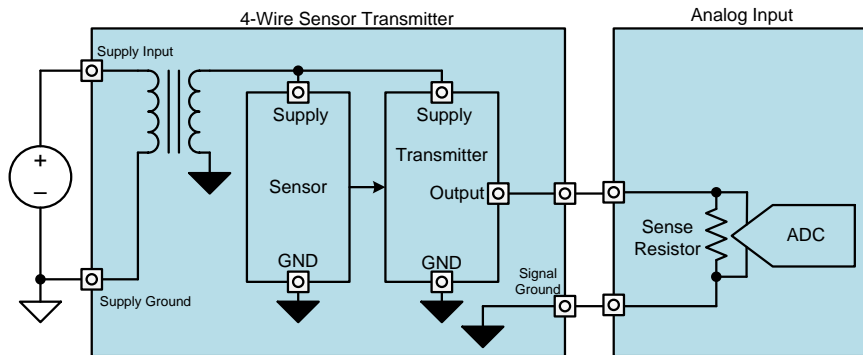 4-Wire Sensor Transmitter
Analog Input
Supply Input
+
−
Supply
Supply
Transmitter
Sensor
Output
Sense
Resistor
ADC
GND
GND
Signal
Ground
Supply Ground